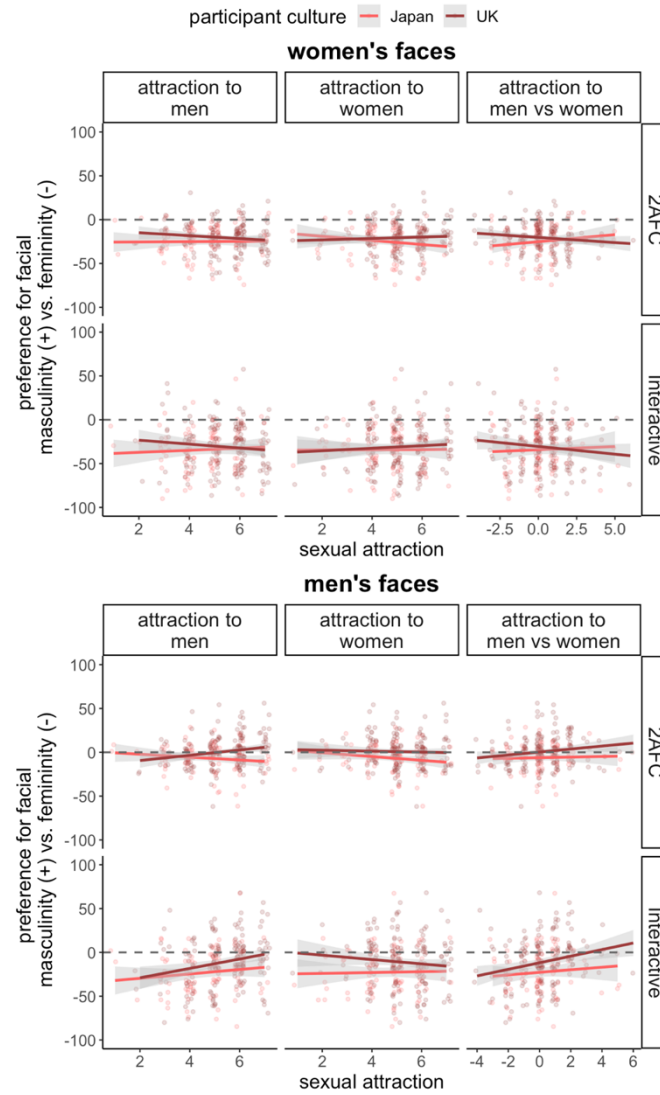 participant culture Japan UK
women's faces
attraction to
men
attraction to
women
attraction to
men vs women
100
50
0
-50
-100
2AFC
100
50
0
-50
-100
Interactive
preference for facial
masculinity (+) vs. femininity (-)
2 4 6 2 4 6 -2.5 0.0 2.5 5.0
sexual attraction
men's faces
attraction to
men
attraction to
women
attraction to
men vs women
100
50
0
-50
-100
2AFC
100
50
0
-50
-100
Interactive
preference for facial
masculinity (+) vs. femininity (-)
2 4 6 2 4 6 -4 -2 0 2 4 6
sexual attraction